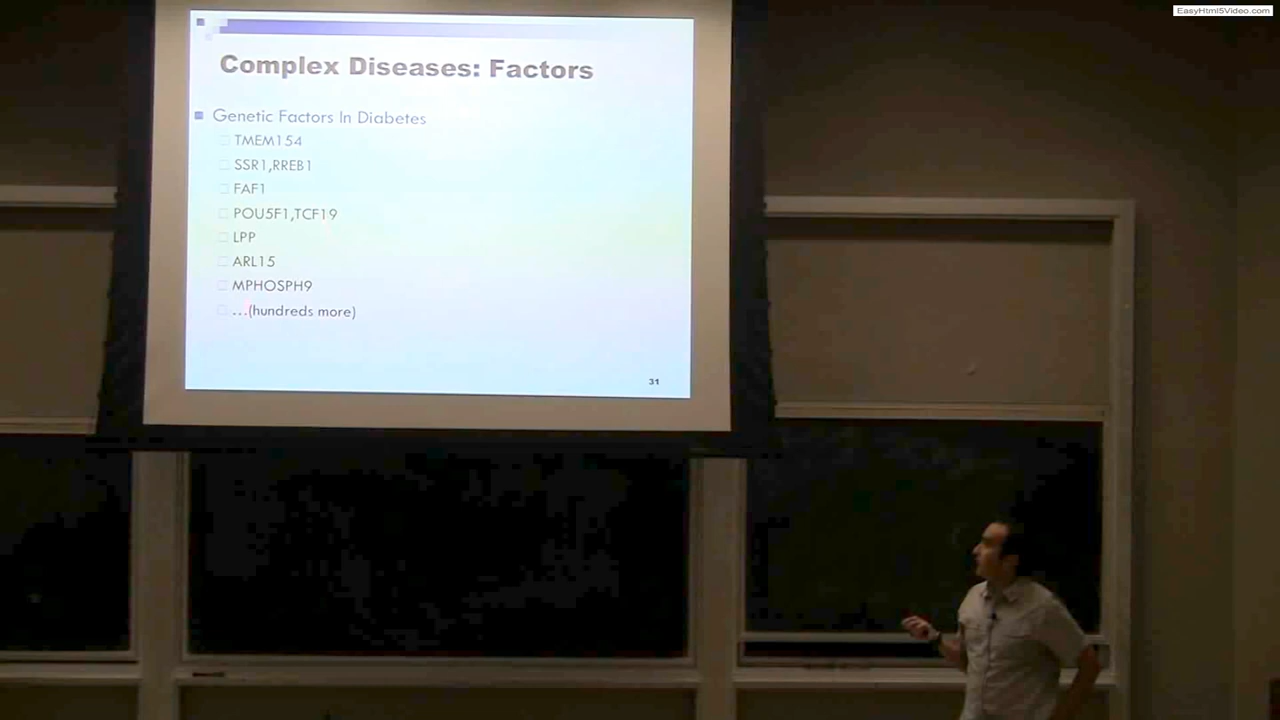 EasyHtml5Video.com
Complex Diseases: Factors
Genetic Factors In Diabetes
TMEM154
SSR1,RREB1
FAF1
POU5F1,TCF19
LPP
ARL15
MPHOSPH9
...(hundreds more)
31